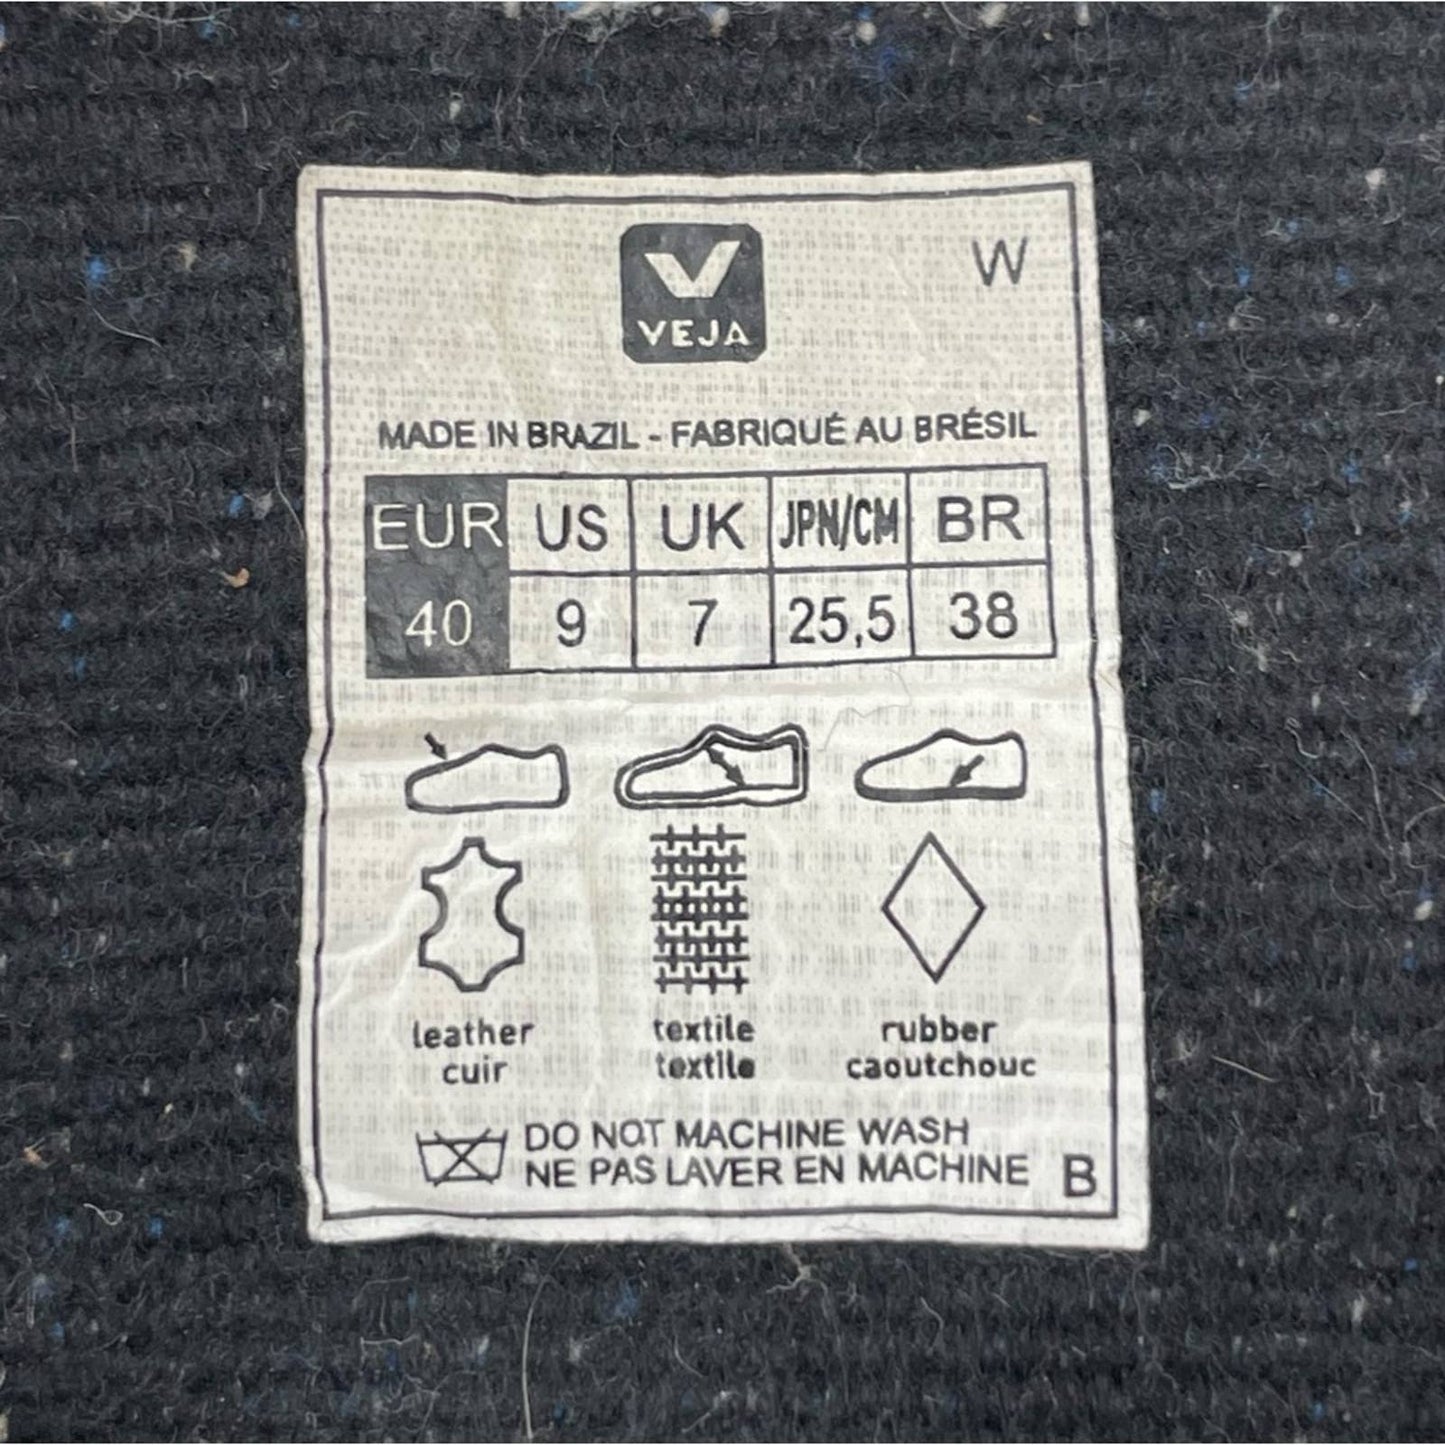 W
VEJA
MADE IN BRAZIL - FABRIQUÉ AU BRÉSIL
EUR US UK JPN/CM BR
40 9 7 25,5 38
leather textile rubber
cuir textile caoutchouc
DO NOT MACHINE WASH
NE PAS LAVER EN MACHINE B